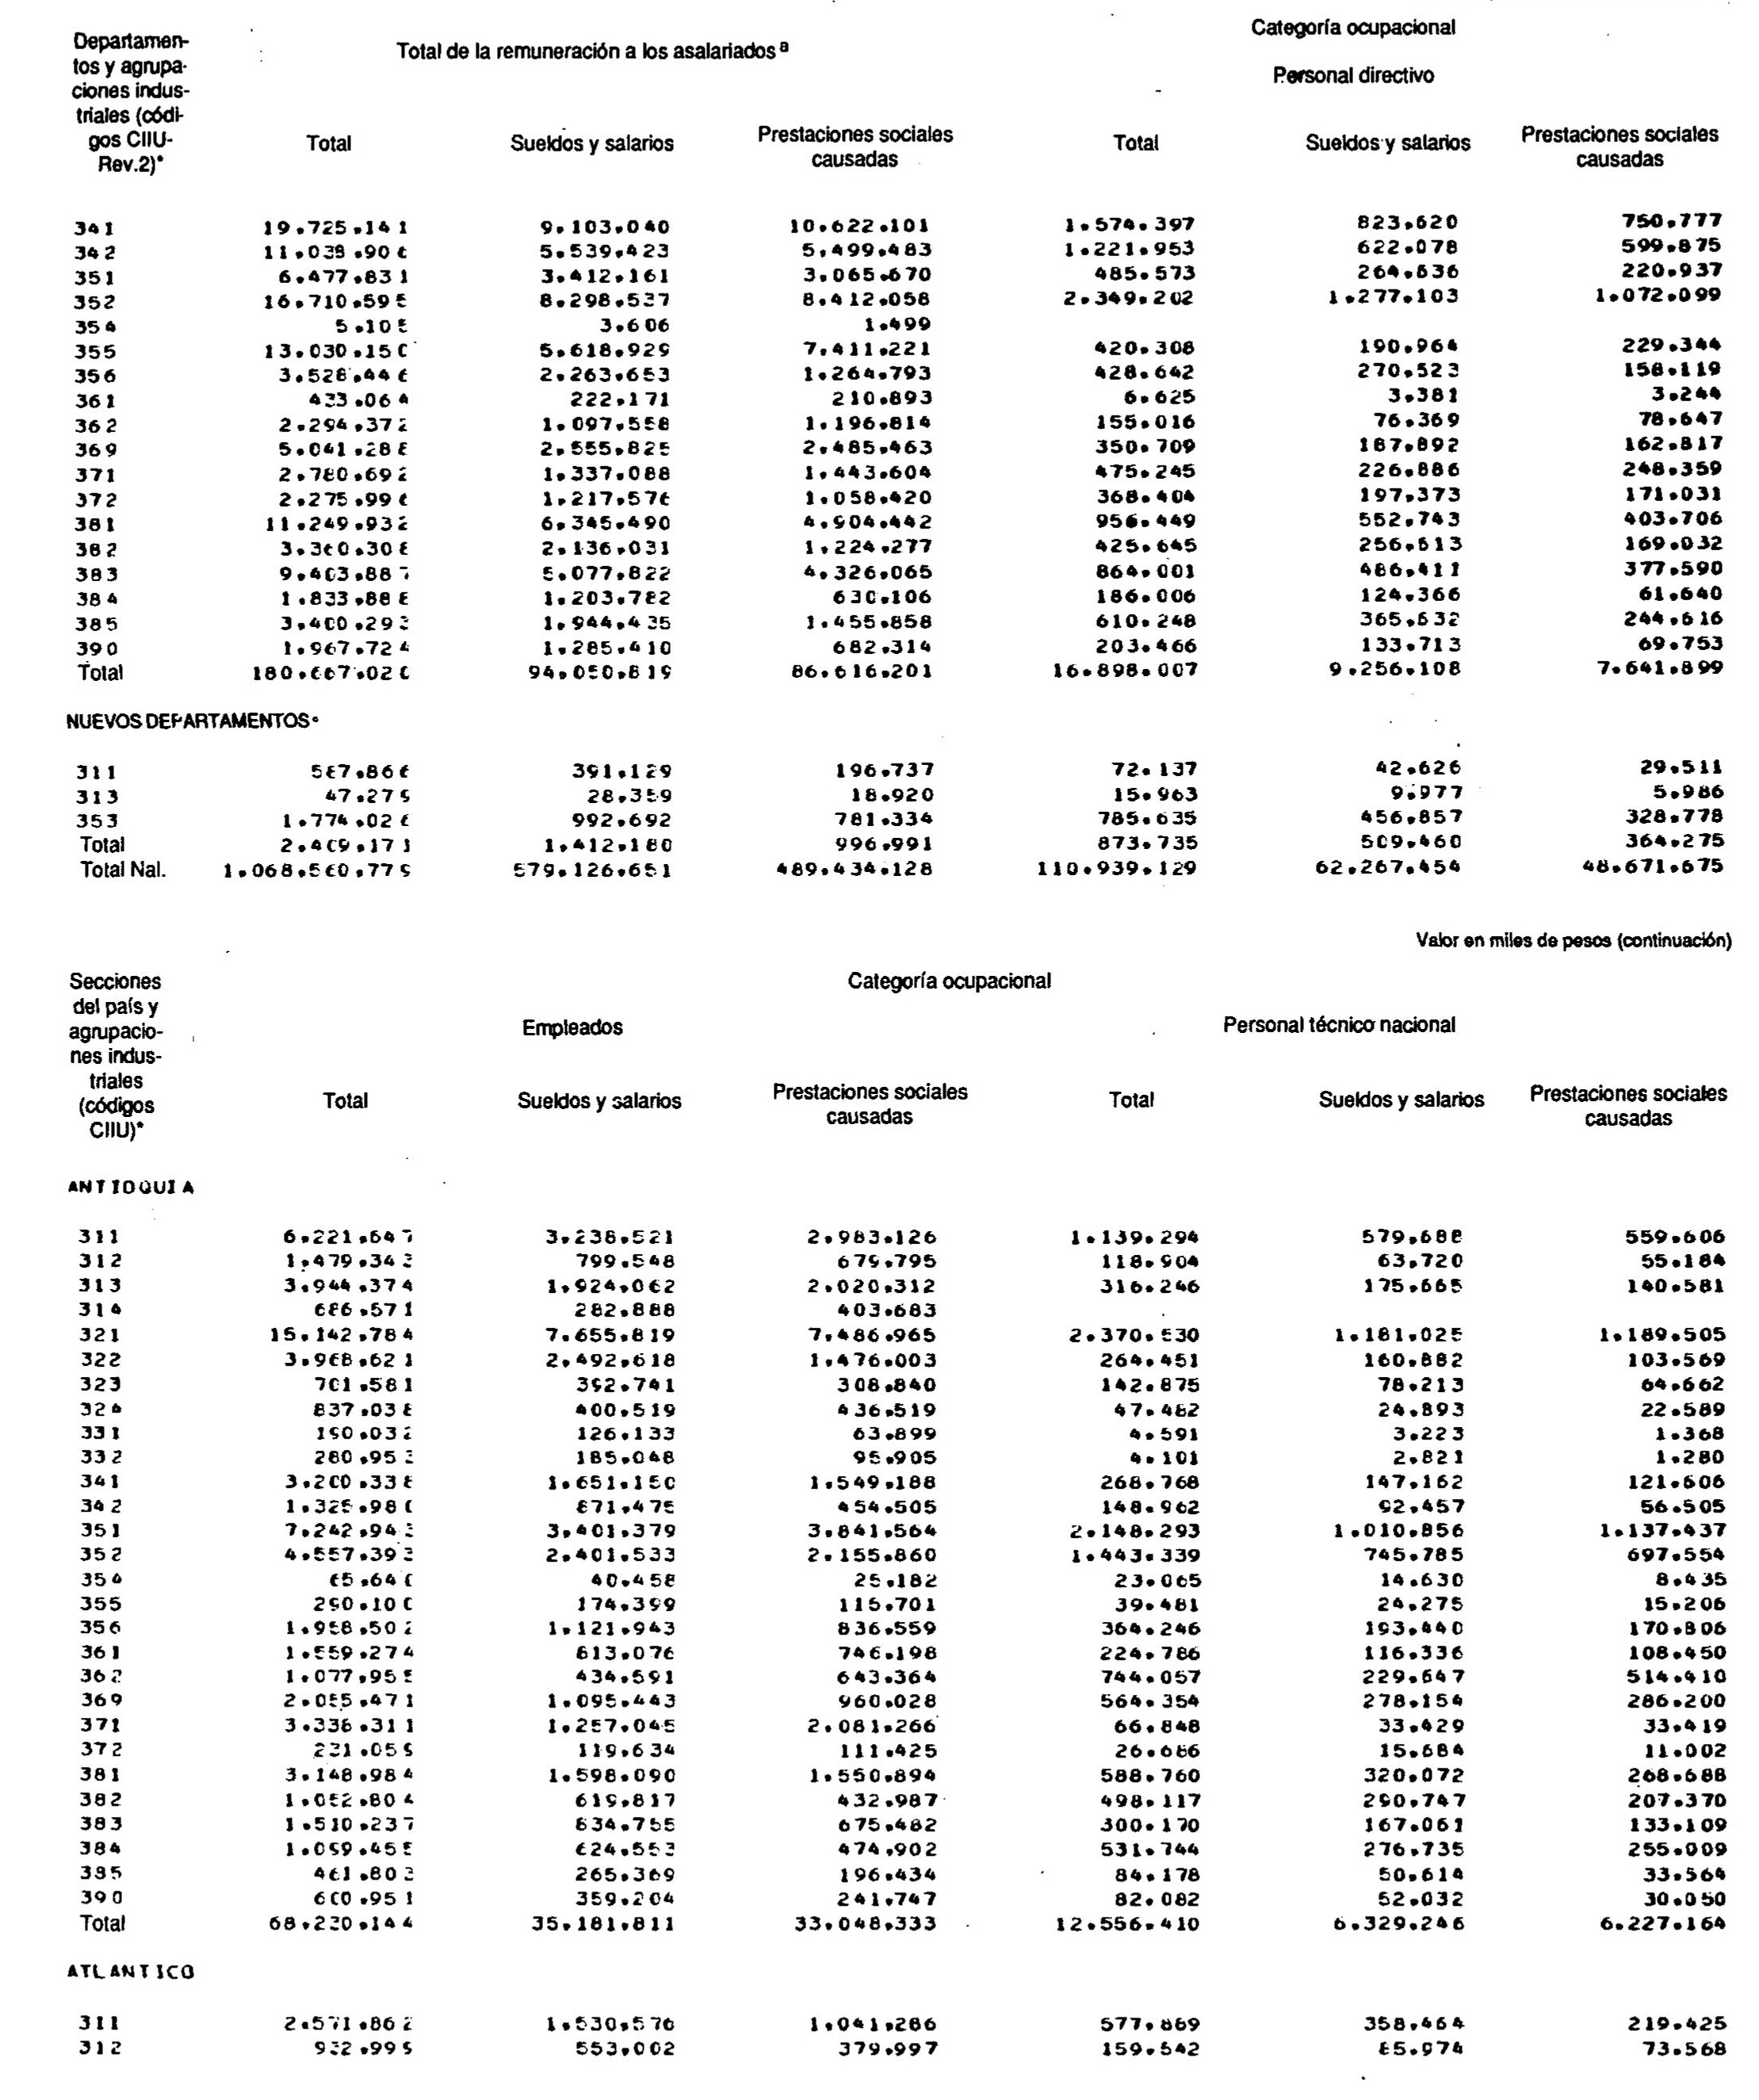 Categoría ocupacional
Departamen-
tos y agrupa-
ciones indus-
triales (códi-
gos CIIU-
Rev.2)*
Total de la remuneración a los asalariados a
Personal directivo
Total Sueldos y salarios Prestaciones sociales causadas Total Sueldos y salarios Prestaciones sociales causadas
341 19.725.141 9.103.040 10.622.101 1.574.397 823.620 750.777
342 11.038.906 5.539.423 5.499.483 1.221.953 622.078 599.875
351 6.477.831 3.412.161 3.065.670 485.573 264.636 220.937
352 16.710.595 8.298.537 8.412.058 2.349.202 1.277.103 1.072.099
354 5.105 3.606 1.499
355 13.030.150 5.618.929 7.411.221 420.308 190.964 229.344
356 3.528.446 2.263.653 1.264.793 428.642 270.523 158.119
361 433.064 222.171 210.893 6.625 3.381 3.244
362 2.294.372 1.097.558 1.196.814 155.016 76.369 78.647
369 5.041.288 2.555.825 2.485.463 350.709 187.892 162.817
371 2.780.692 1.337.088 1.443.604 475.245 226.886 248.359
372 2.275.996 1.217.576 1.058.420 368.404 197.373 171.031
381 11.249.932 6.345.490 4.904.442 956.449 552.743 403.706
382 3.360.308 2.136.031 1.224.277 425.645 256.613 169.032
383 9.403.887 5.077.822 4.326.065 864.001 486.411 377.590
384 1.833.888 1.203.782 630.106 186.006 124.366 61.640
385 3.400.293 1.944.435 1.455.858 610.248 365.632 244.616
390 1.967.724 1.285.410 682.314 203.466 133.713 69.753
Total 180.667.020 94.050.819 86.616.201 16.898.007 9.256.108 7.641.899
NUEVOS DEPARTAMENTOS c
311 587.866 391.129 196.737 72.137 42.626 29.511
313 47.279 28.359 18.920 15.963 9.977 5.986
353 1.774.026 992.692 781.334 785.635 456.857 328.778
Total 2.409.171 1.412.180 996.991 873.735 509.460 364.275
Total Nal. 1.068.560.779 579.126.651 489.434.128 110.939.129 62.267.454 48.671.675
Valor en miles de pesos (continuación)
Secciones
del país y
agrupacio-
nes indus-
triales
(códigos
CIIU)*
Categoría ocupacional
Empleados Personal técnico nacional
Total Sueldos y salarios Prestaciones sociales causadas Total Sueldos y salarios Prestaciones sociales causadas
ANTIOQUIA
311 6.221.647 3.238.521 2.983.126 1.139.294 579.688 559.606
312 1.479.343 799.548 679.795 118.904 63.720 55.184
313 3.944.374 1.924.062 2.020.312 316.246 175.665 140.581
314 686.571 282.888 403.683
321 15.142.784 7.655.819 7.486.965 2.370.530 1.181.025 1.189.505
322 3.968.621 2.492.618 1.476.003 264.451 160.882 103.569
323 701.581 392.741 308.840 142.875 78.213 64.662
324 837.038 400.519 436.519 47.482 24.893 22.589
331 190.032 126.133 63.899 4.591 3.223 1.368
332 280.953 185.048 95.905 4.101 2.821 1.280
341 3.200.338 1.651.150 1.549.188 268.768 147.162 121.606
342 1.325.980 871.475 454.505 148.962 92.457 56.505
351 7.242.943 3.401.379 3.841.564 2.148.293 1.010.856 1.137.437
352 4.557.393 2.401.533 2.155.860 1.443.339 745.785 697.554
354 65.640 40.458 25.182 23.065 14.630 8.435
355 290.100 174.399 115.701 39.481 24.275 15.206
356 1.958.502 1.121.943 836.559 364.246 193.440 170.806
361 1.559.274 813.076 746.198 224.786 116.336 108.450
362 1.077.955 434.591 643.364 744.057 229.647 514.410
369 2.055.471 1.095.443 960.028 564.354 278.154 286.200
371 3.338.311 1.257.045 2.081.266 66.848 33.429 33.419
372 231.059 119.634 111.425 26.686 15.684 11.002
381 3.148.984 1.598.090 1.550.894 588.760 320.072 268.688
382 1.052.804 619.817 432.987 498.117 290.747 207.370
383 1.510.237 834.755 675.482 300.170 167.061 133.109
384 1.099.455 624.553 474.902 531.744 276.735 255.009
385 461.803 265.369 196.434 84.178 50.614 33.564
390 600.951 359.204 241.747 82.082 52.032 30.050
Total 68.230.144 35.181.811 33.048.333 12.556.410 6.329.246 6.227.164
ATLANTICO
311 2.571.862 1.530.576 1.041.286 577.889 358.464 219.425
312 932.999 553.002 379.997 159.542 85.974 73.568